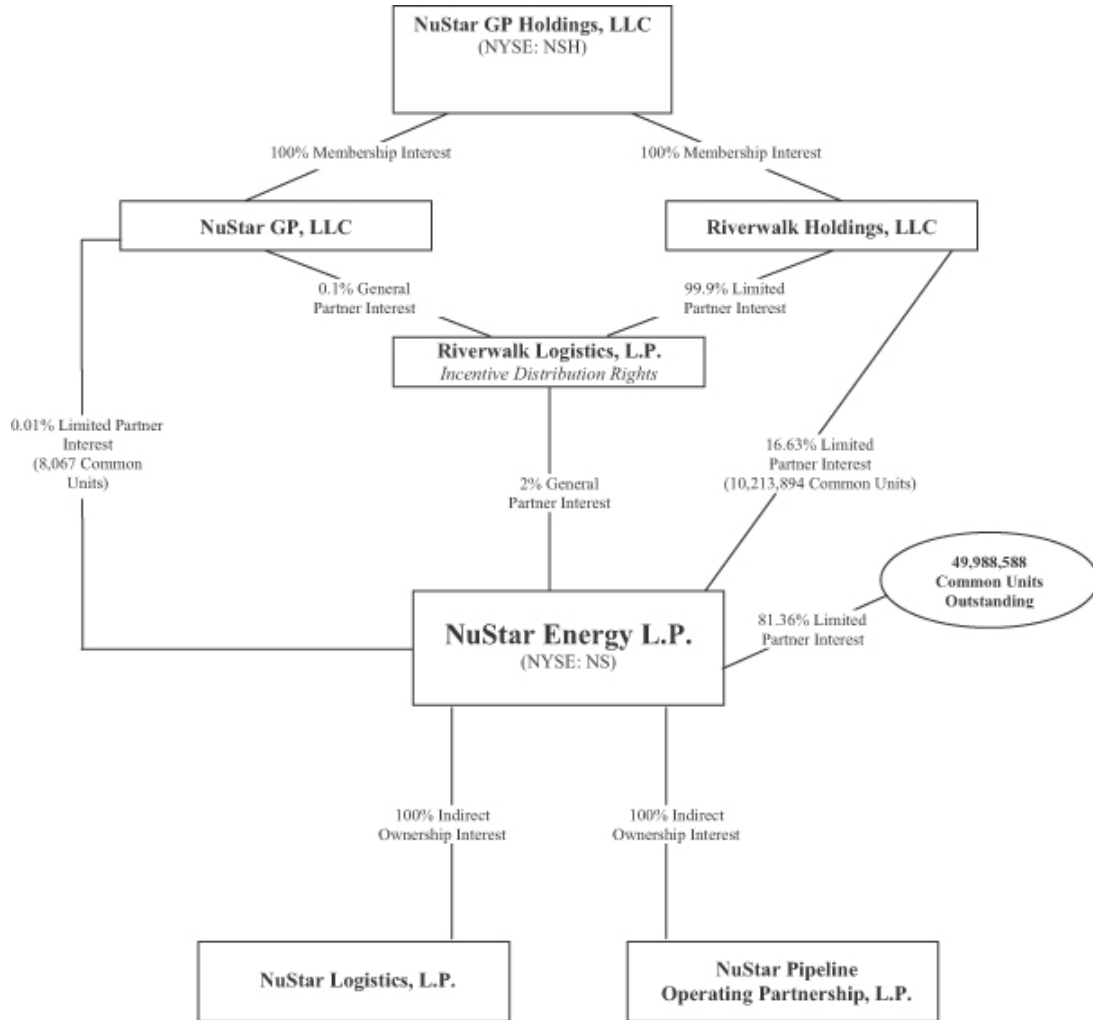 NuStar GP Holdings, LLC
(NYSE: NSH)
100% Membership Interest
100% Membership Interest
NuStar GP, LLC
Riverwalk Holdings, LLC
0.1% General
Partner Interest
99.9% Limited
Partner Interest
Riverwalk Logistics, L.P.
Incentive Distribution Rights
0.01% Limited Partner
Interest
(8,067 Common
Units)
2% General
Partner Interest
16.63% Limited
Partner Interest
(10,213,894 Common Units)
49,988,588
Common Units
Outstanding
81.36% Limited
Partner Interest
NuStar Energy L.P.
(NYSE: NS)
100% Indirect
Ownership Interest
100% Indirect
Ownership Interest
NuStar Logistics, L.P.
NuStar Pipeline
Operating Partnership, L.P.